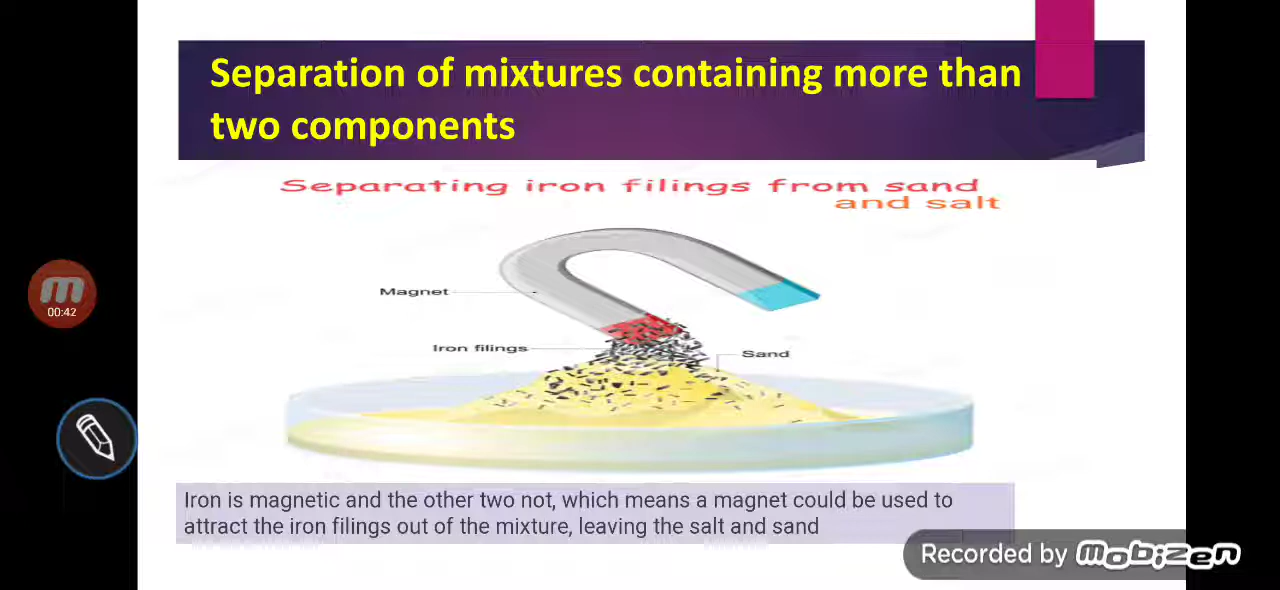 Separation of mixtures containing more than
two components
Separating iron filings from sand
and salt
Magnet
Iron filings
Sand
00:42
Iron is magnetic and the other two not, which means a magnet could be used to
attract the iron filings out of the mixture, leaving the salt and sand
Recorded by mobizen